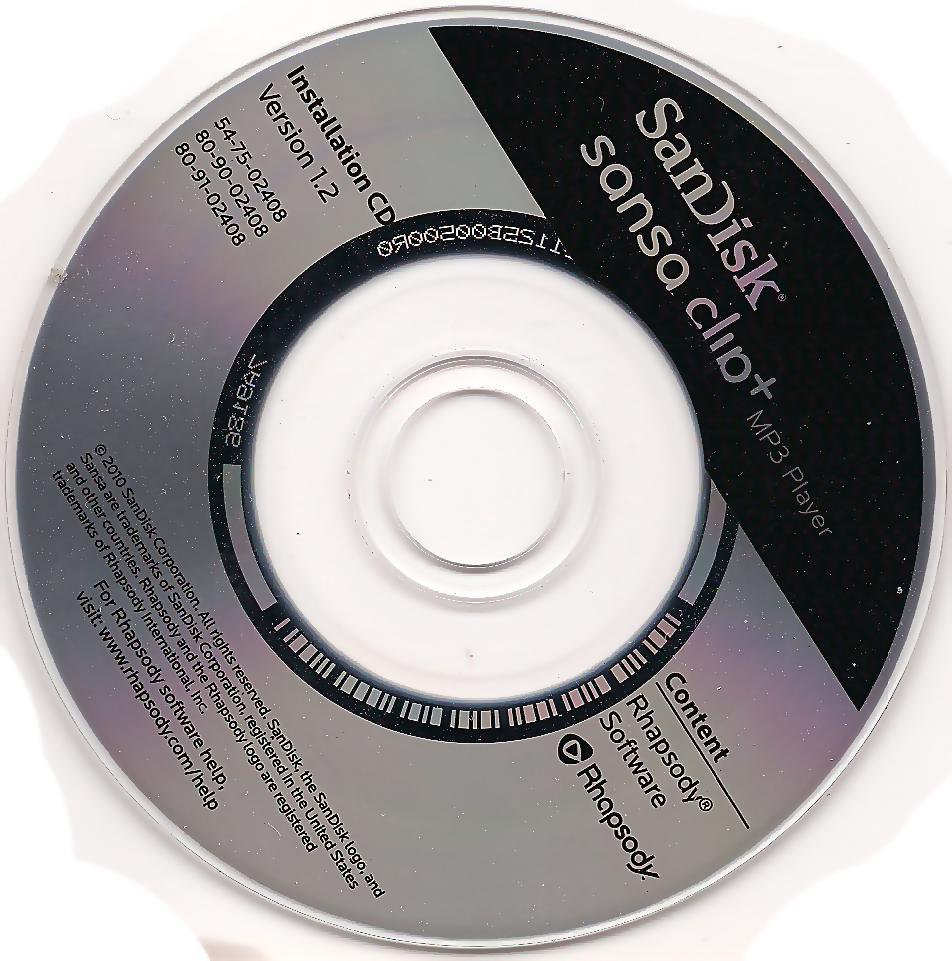 SanDisk®
sansa clip+
MP3 Player
Installation CD
Version 1.2
54-75-02408
80-90-02408
80-91-02408
Content
Rhapsody®
Software
Rhapsody.
© 2010 SanDisk Corporation. All rights reserved. SanDisk, the SanDisk logo, and
Sansa are trademarks of SanDisk Corporation, registered in the United States
and other countries. Rhapsody and the Rhapsody logo are registered
trademarks of Rhapsody International, Inc.
For Rhapsody software help,
visit: www.rhapsody.com/help